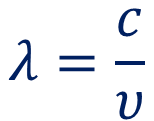 λ = c/υ